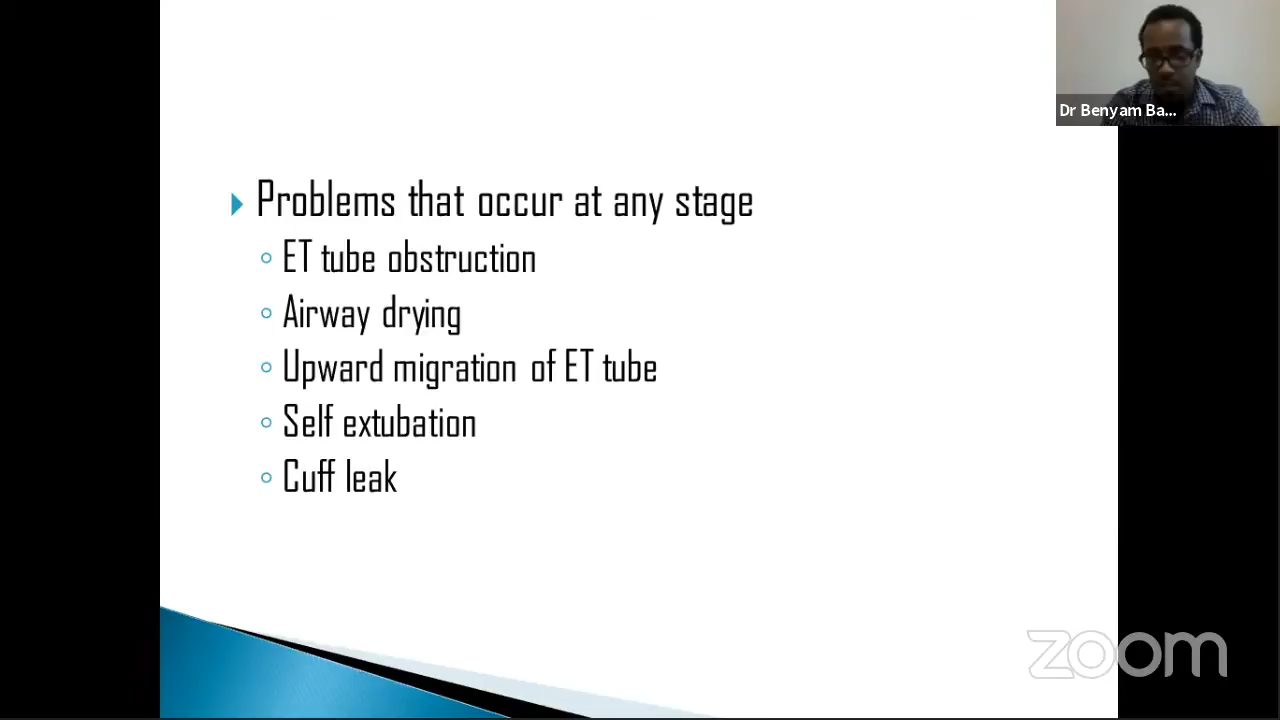 Dr Benyam Ba...
Problems that occur at any stage
ET tube obstruction
Airway drying
Upward migration of ET tube
Self extubation
Cuff leak
zoom